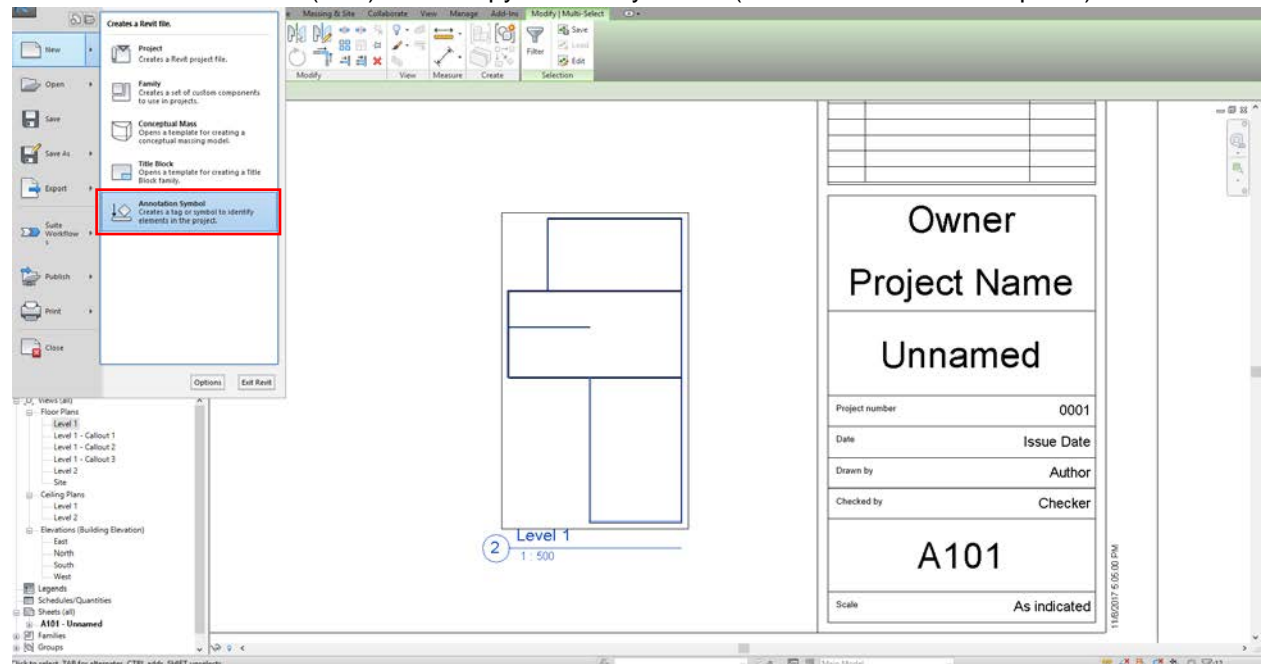 Creates a Revit file.
New
Project
Creates a Revit project file.
Open
Family
Creates a set of custom components
to use in projects.
Save
Conceptual Mass
Opens a template for creating a
conceptual massing model.
Save As
Title Block
Opens a template for creating a Title
Block family.
Export
Annotation Symbol
Creates a tag or symbol to identify
elements in the project.
Suite
Workflow
s
Publish
Print
Close
Options
Exit Revit
Massing & Site Collaborate View Manage Add-Ins Modify | Multi-Select
Save
Load
Filter
Edit
Modify View Measure Create Selection
Views (all)
Floor Plans
Level 1
Level 1 - Callout 1
Level 1 - Callout 2
Level 1 - Callout 3
Level 2
Site
Ceiling Plans
Level 1
Level 2
Elevations (Building Elevation)
East
North
South
West
Legends
Schedules/Quantities
Sheets (all)
A101 - Unnamed
Families
Groups
2
Level 1
1 : 500
Owner
Project Name
Unnamed
Project number 0001
Date Issue Date
Drawn by Author
Checked by Checker
A101
Scale As indicated
11/8/2017 5:05:00 PM